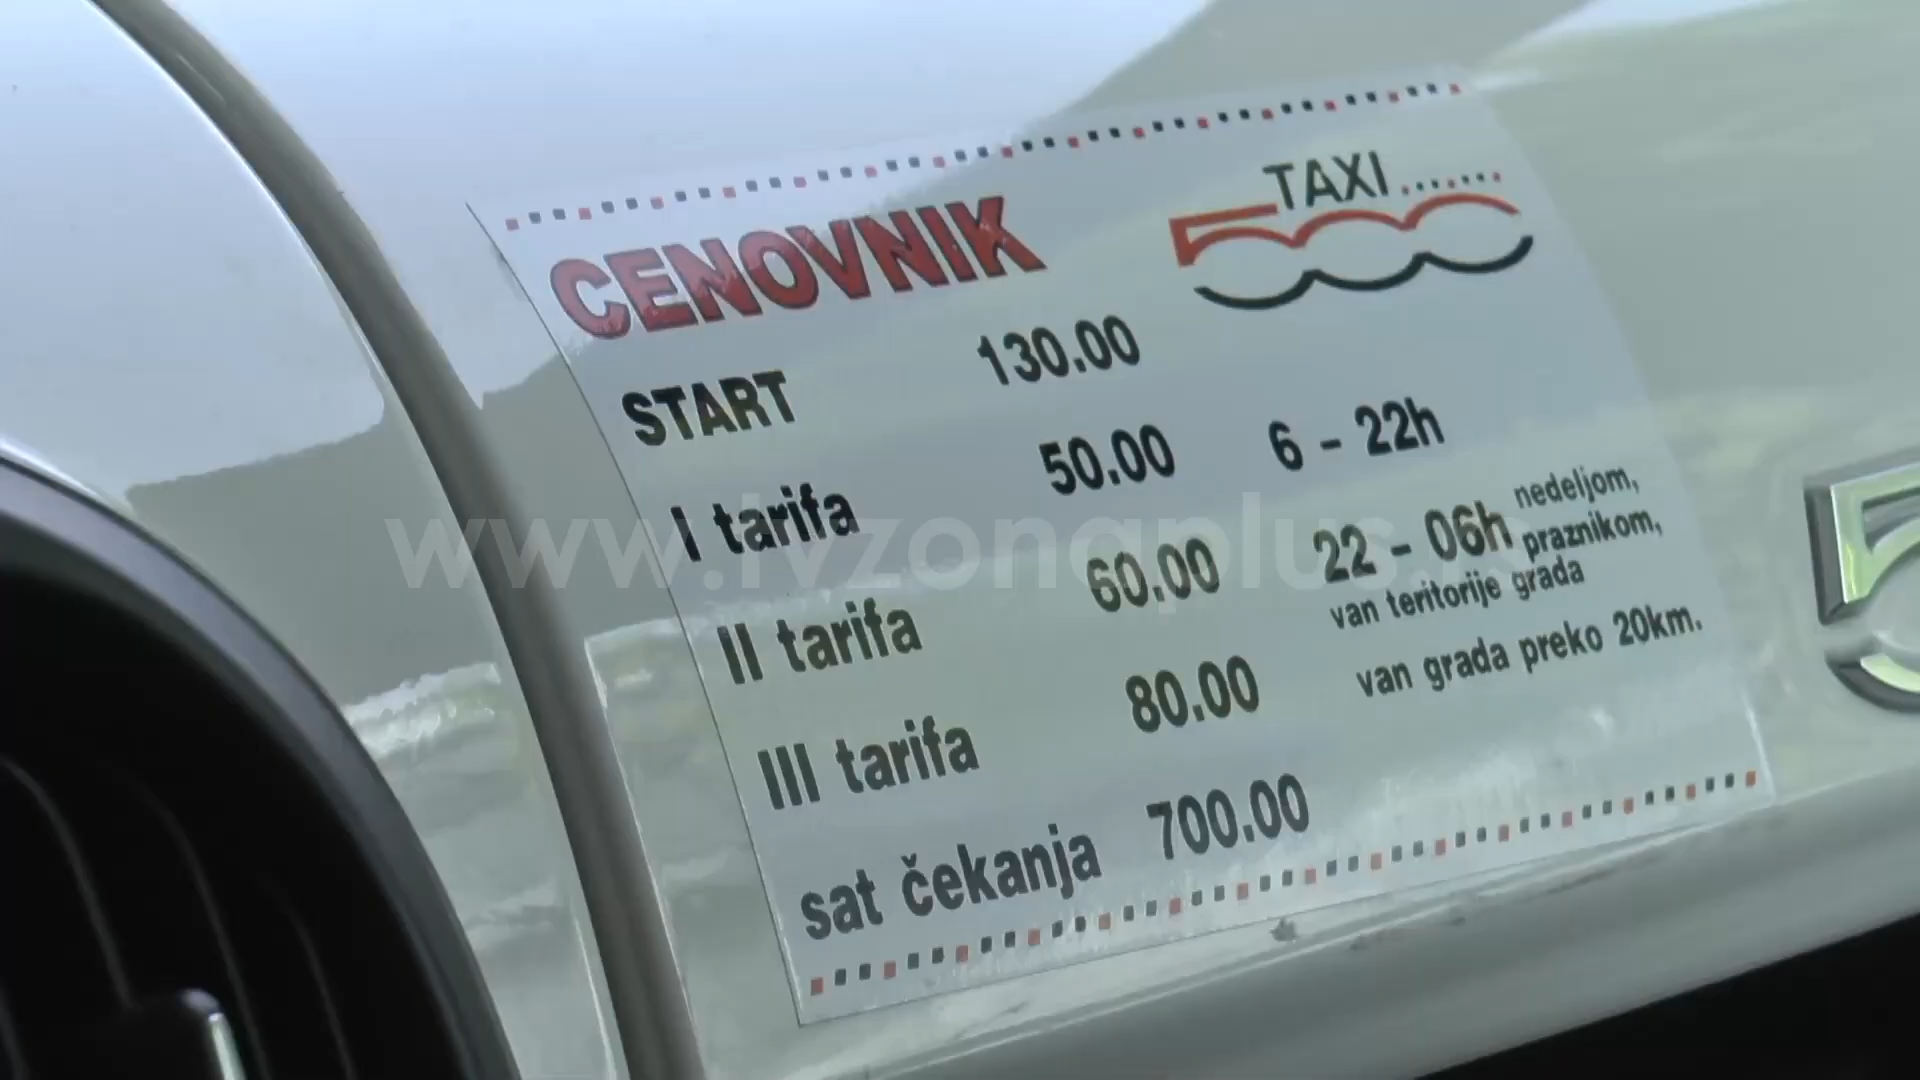 TAXI
500
CENOVNIK
START 130.00
I tarifa 50.00 6 - 22h
II tarifa 60.00 22 - 06h nedeljom, praznikom,
van teritorije grada
III tarifa 80.00 van grada preko 20km.
sat čekanja 700.00
www.tvzonaplus.rs